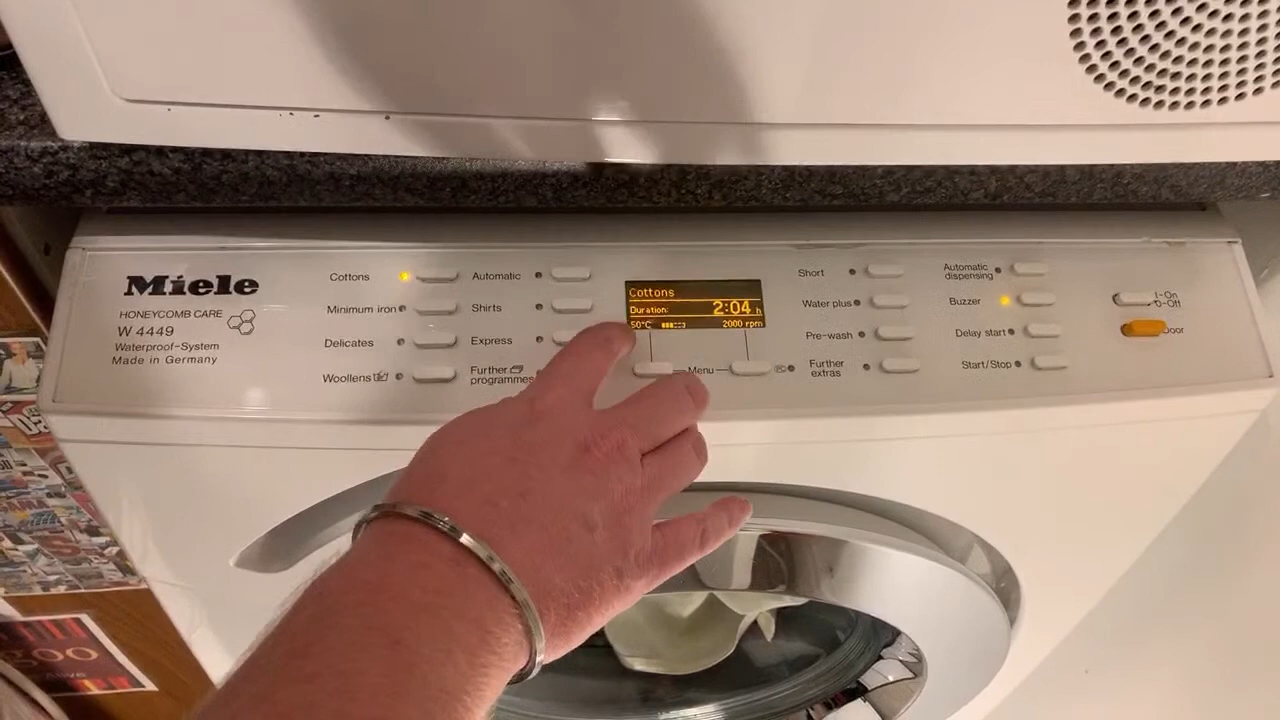 Miele
HONEYCOMB CARE
W 4449
Waterproof-System
Made in Germany
Cottons
Minimum iron
Delicates
Woollens
Automatic
Shirts
Express
Further
programmes
Cottons
Duration: 2:04 h
50°C 2000 rpm
Menu
PC
Short
Water plus
Pre-wash
Further
extras
Automatic
dispensing
Buzzer
Delay start
Start/Stop
I-On
0-Off
Door